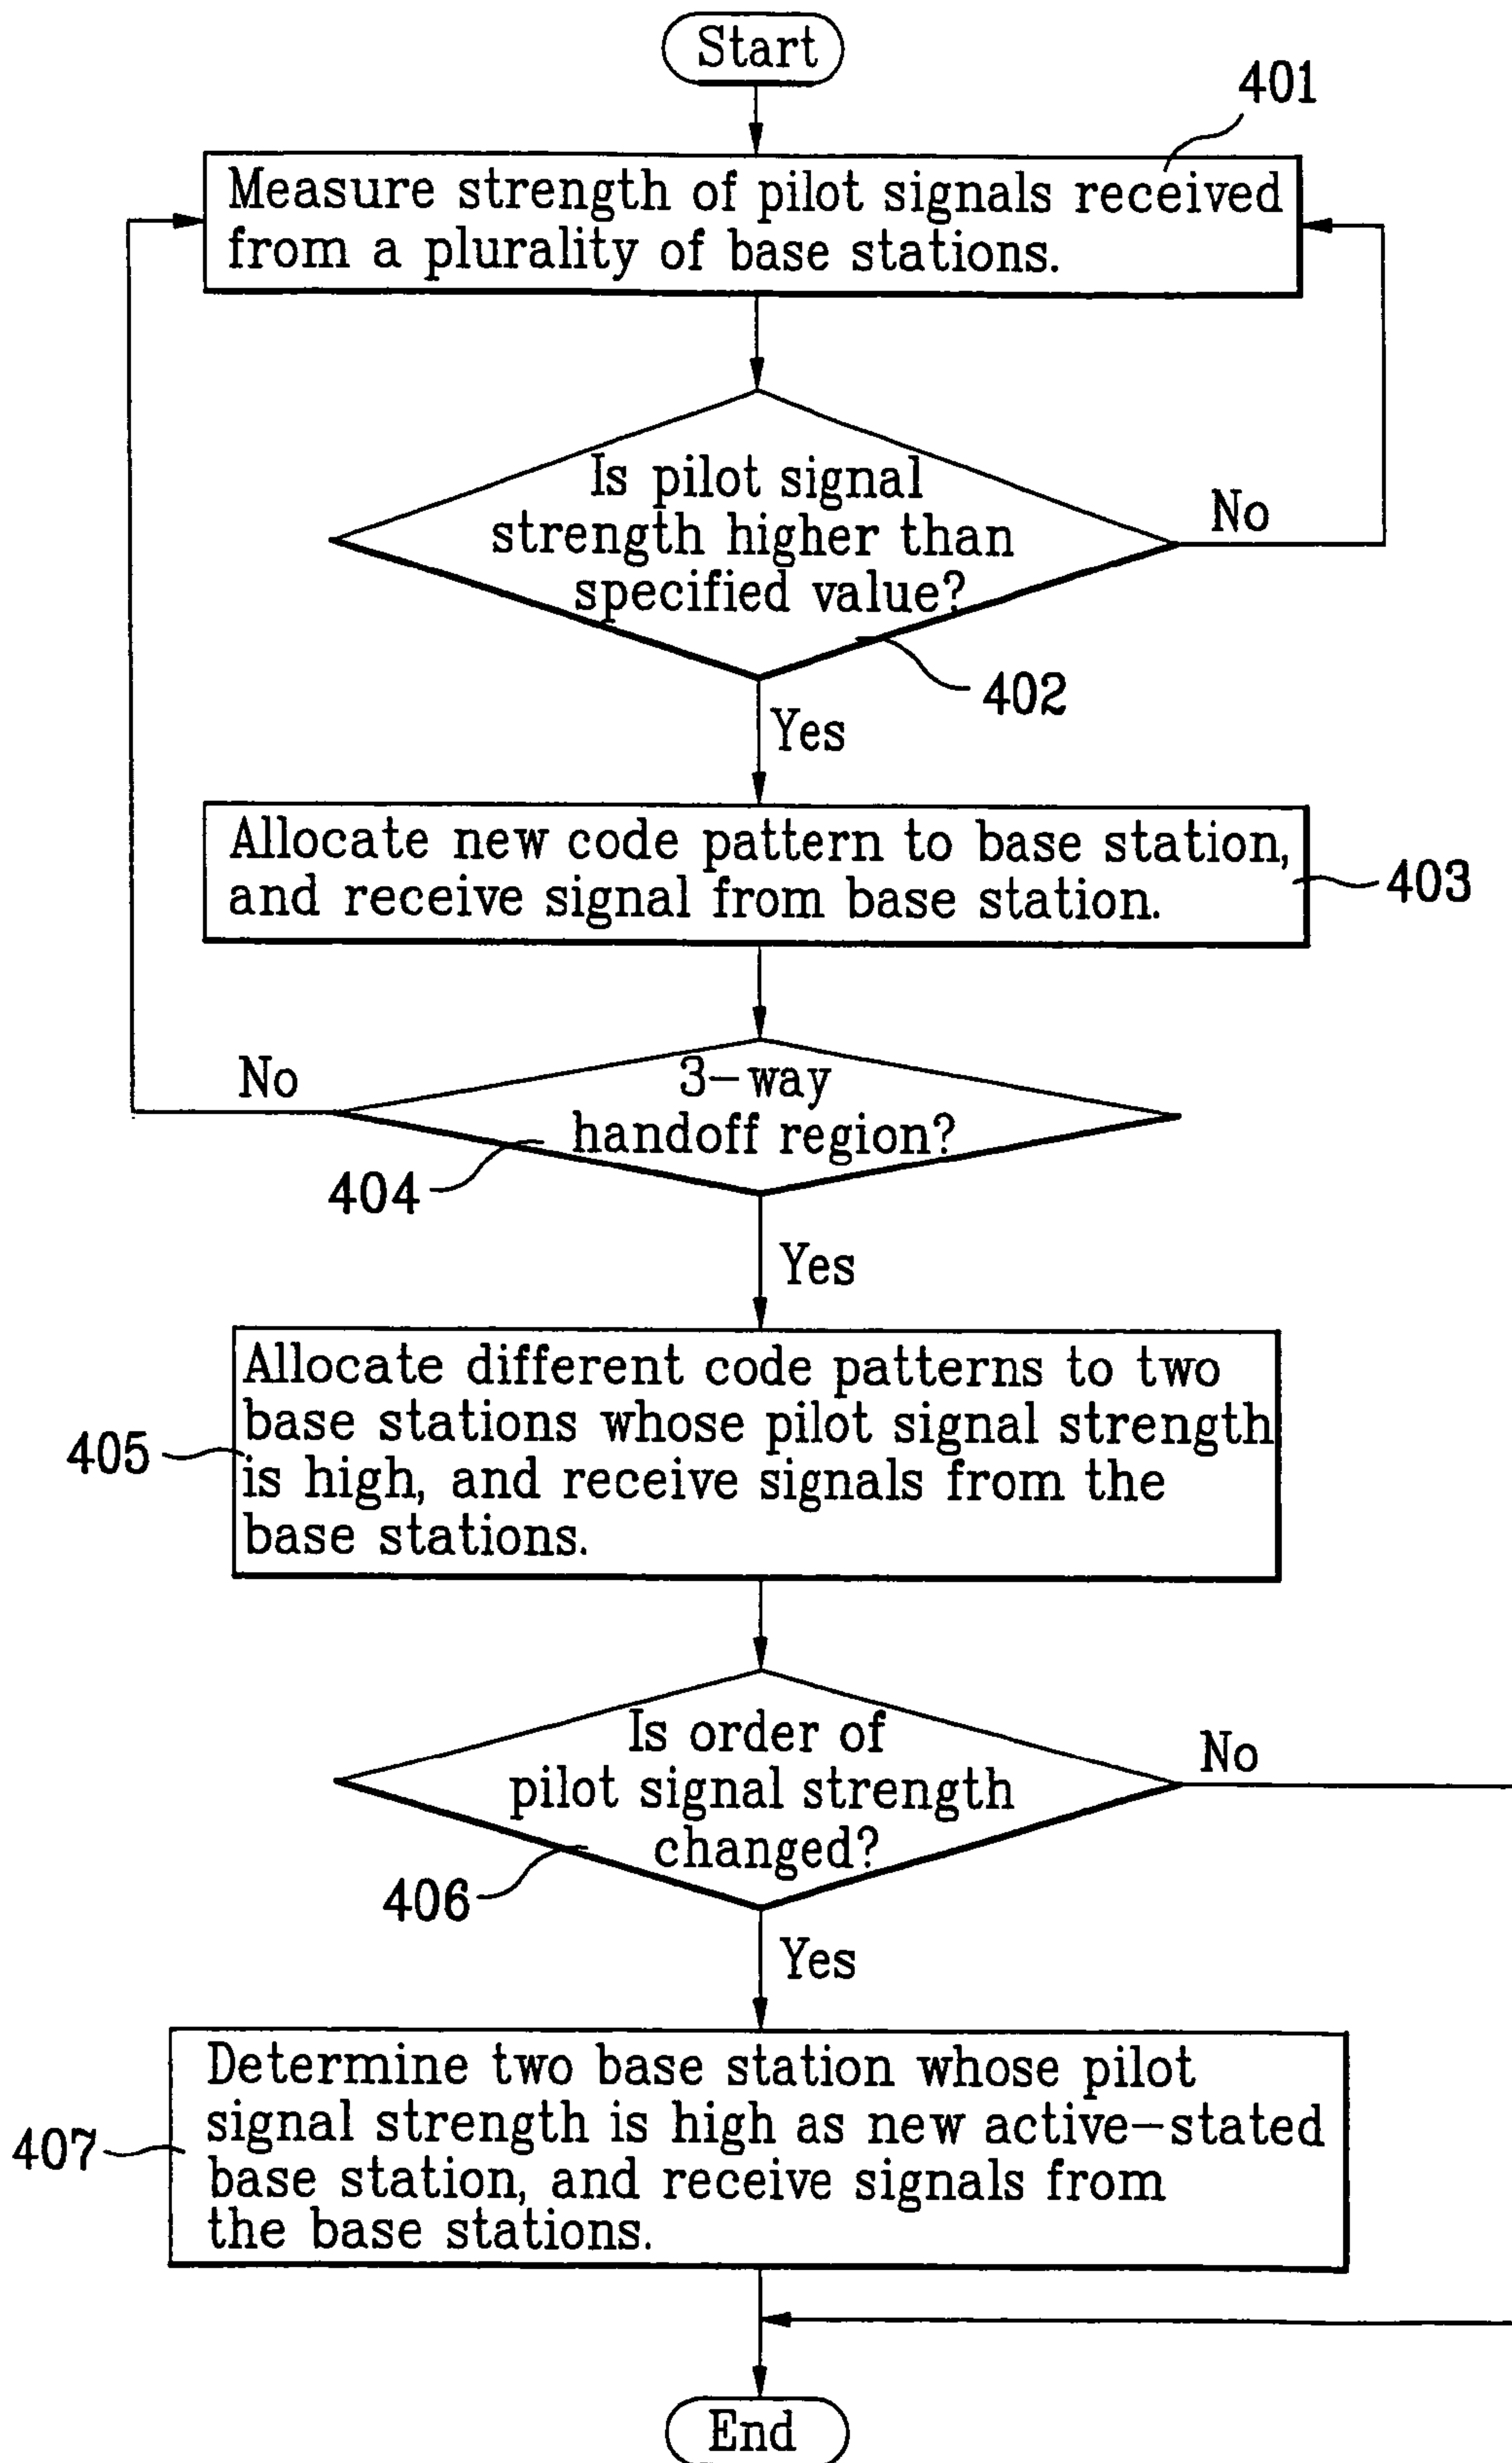 Start
401
Measure strength of pilot signals received
from a plurality of base stations.
Is pilot signal
strength higher than
specified value?
No
402
Yes
Allocate new code pattern to base station,
and receive signal from base station.
403
No
3-way
handoff region?
404
Yes
Allocate different code patterns to two
base stations whose pilot signal strength
is high, and receive signals from the
base stations.
405
Is order of
pilot signal strength
changed?
No
406
Yes
Determine two base station whose pilot
signal strength is high as new active-stated
base station, and receive signals from
the base stations.
407
End